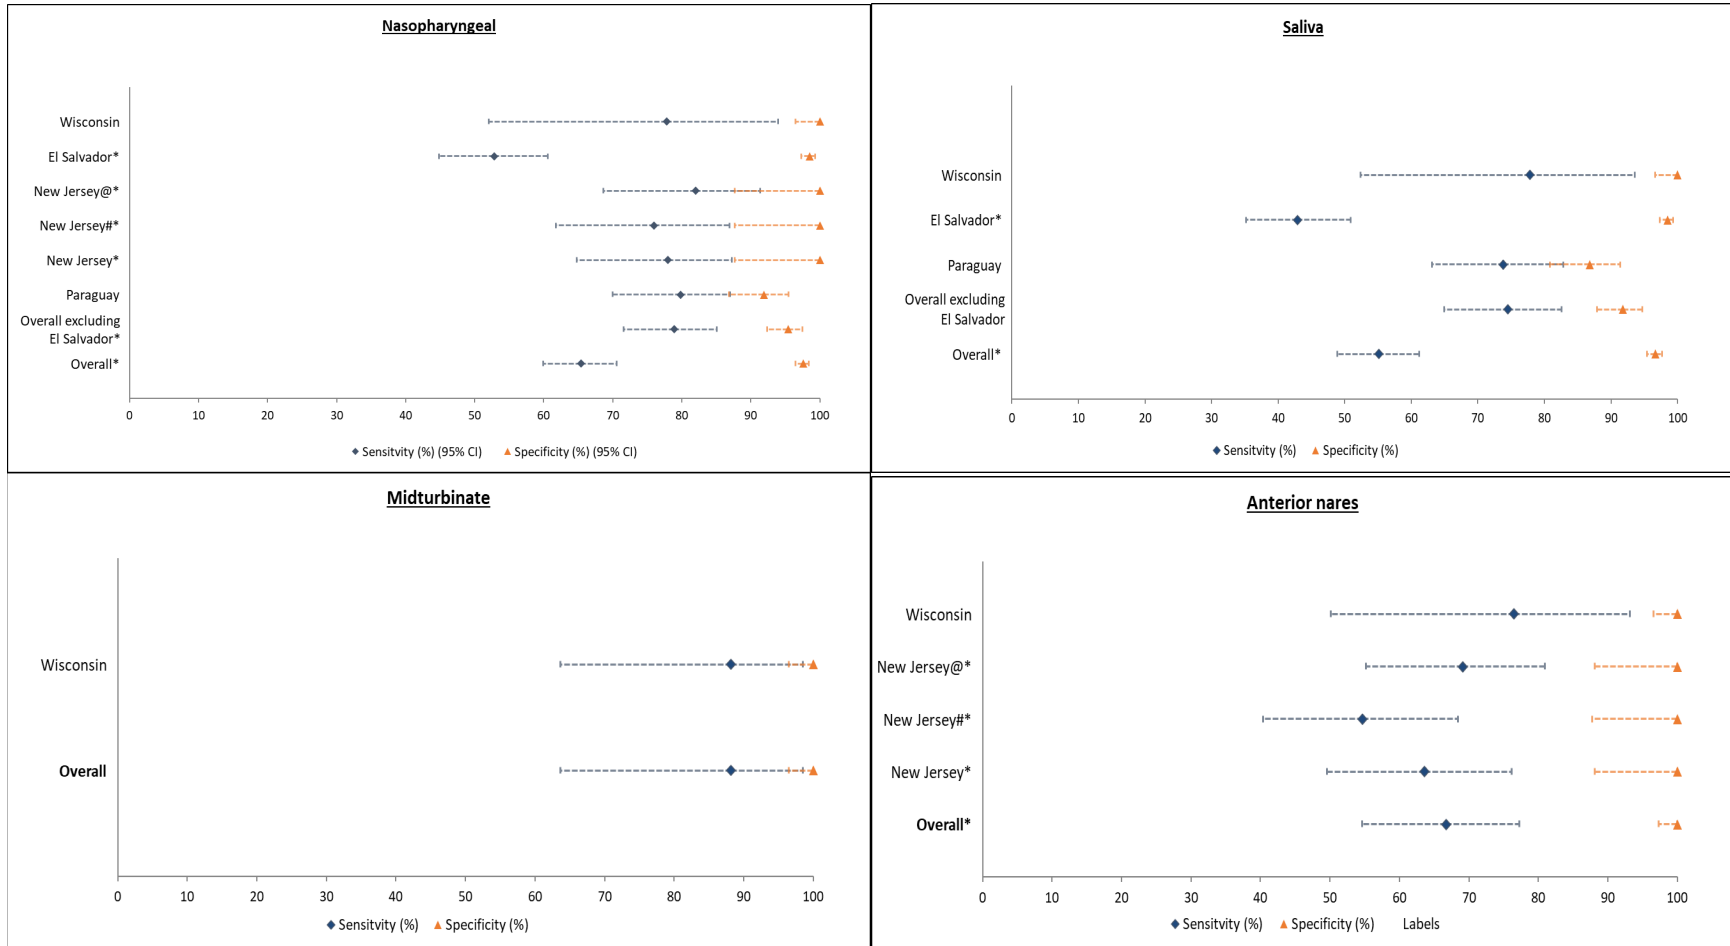 Nasopharyngeal
Wisconsin
El Salvador*
New Jersey@*
New Jersey#*
New Jersey*
Paraguay
Overall excluding
El Salvador*
Overall*
0 10 20 30 40 50 60 70 80 90 100
Sensitvity (%) (95% CI) Specificity (%) (95% CI)
Saliva
Wisconsin
El Salvador*
Paraguay
Overall excluding
El Salvador
Overall*
0 10 20 30 40 50 60 70 80 90 100
Sensitvity (%) Specificity (%)
Midturbinate
Wisconsin
Overall
0 10 20 30 40 50 60 70 80 90 100
Sensitvity (%) Specificity (%)
Anterior nares
Wisconsin
New Jersey@*
New Jersey#*
New Jersey*
Overall*
0 10 20 30 40 50 60 70 80 90 100
Sensitvity (%) Specificity (%) Labels